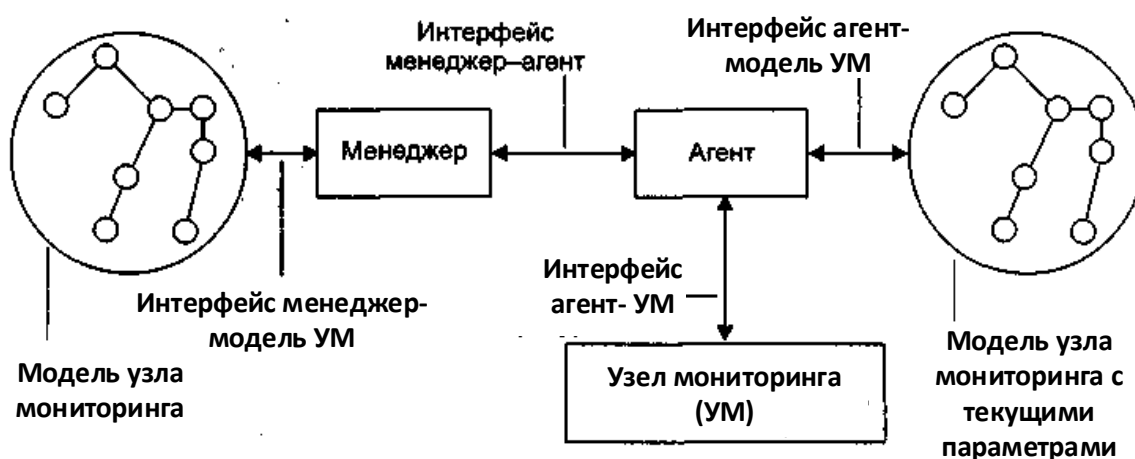 Интерфейс
менеджер–агент
Интерфейс агент-
модель УМ
Менеджер
Агент
Интерфейс менеджер-
модель УМ
Интерфейс
агент- УМ
Модель узла
мониторинга
Узел мониторинга
(УМ)
Модель узла
мониторинга с
текущими
параметрами